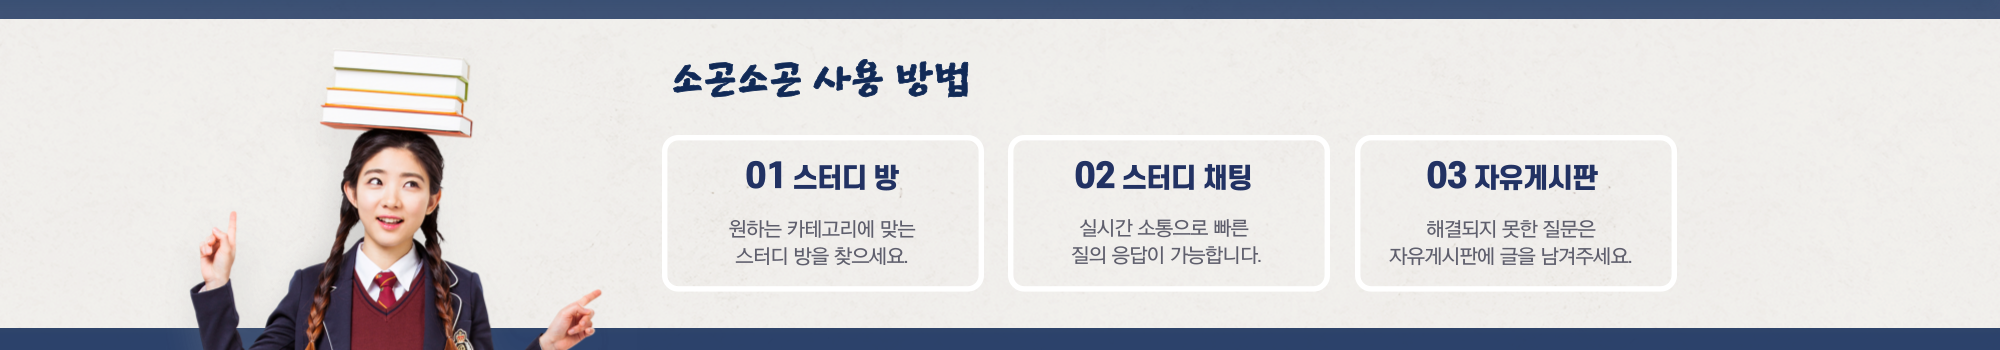 소곤소곤 사용 방법
01 스터디 방
원하는 카테고리에 맞는
스터디 방을 찾으세요.
02 스터디 채팅
실시간 소통으로 빠른
질의 응답이 가능합니다.
03 자유게시판
해결되지 못한 질문은
자유게시판에 글을 남겨주세요.